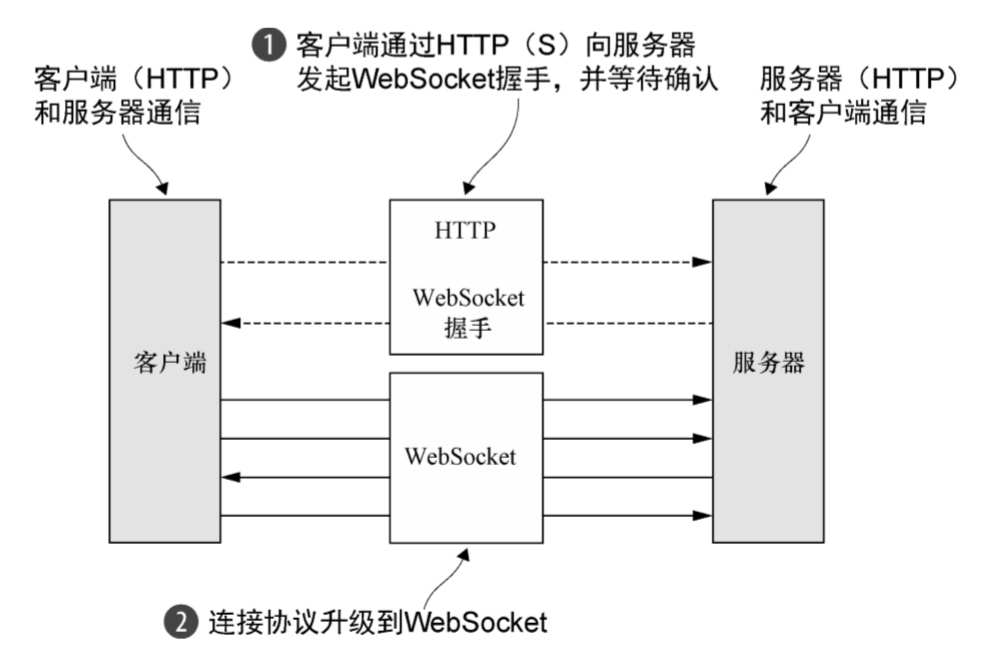 ❶ 客户端通过HTTP（S）向服务器
发起WebSocket握手，并等待确认
客户端（HTTP）
和服务器通信
服务器（HTTP）
和客户端通信
HTTP
WebSocket
握手
客户端
服务器
WebSocket
❷ 连接协议升级到WebSocket